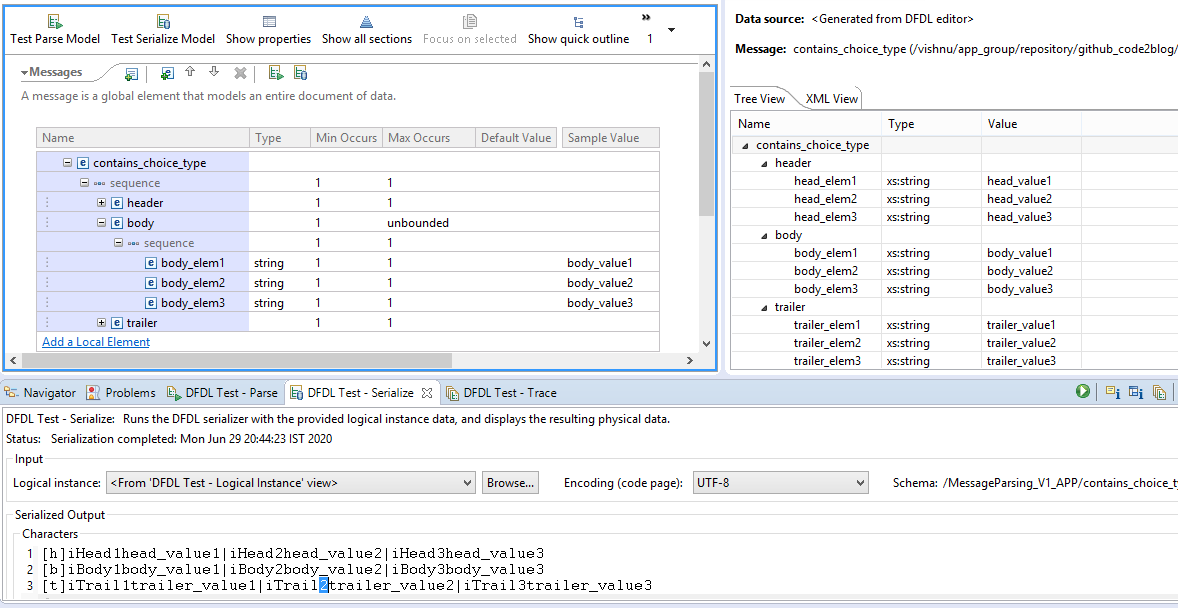 Test Parse Model Test Serialize Model Show properties Show all sections Focus on selected Show quick outline » 1
Messages
A message is a global element that models an entire document of data.
Name Type Min Occurs Max Occurs Default Value Sample Value
contains_choice_type
sequence 1 1
header 1 1
body 1 unbounded
sequence 1 1
body_elem1 string 1 1 body_value1
body_elem2 string 1 1 body_value2
body_elem3 string 1 1 body_value3
trailer 1 1
Add a Local Element
Data source: <Generated from DFDL editor>
Message: contains_choice_type (/vishnu/app_group/repository/github_code2blog/
Tree View XML View
Name Type Value
contains_choice_type
header
head_elem1 xs:string head_value1
head_elem2 xs:string head_value2
head_elem3 xs:string head_value3
body
body_elem1 xs:string body_value1
body_elem2 xs:string body_value2
body_elem3 xs:string body_value3
trailer
trailer_elem1 xs:string trailer_value1
trailer_elem2 xs:string trailer_value2
trailer_elem3 xs:string trailer_value3
Navigator Problems DFDL Test - Parse DFDL Test - Serialize DFDL Test - Trace
DFDL Test - Serialize: Runs the DFDL serializer with the provided logical instance data, and displays the resulting physical data.
Status: Serialization completed: Mon Jun 29 20:44:23 IST 2020
Input
Logical instance: <From 'DFDL Test - Logical Instance' view> Browse... Encoding (code page): UTF-8 Schema: /MessageParsing_V1_APP/contains_choice_ty
Serialized Output
Characters
1 [h]iHead1head_value1|iHead2head_value2|iHead3head_value3
2 [b]iBody1body_value1|iBody2body_value2|iBody3body_value3
3 [t]iTrail1trailer_value1|iTrail2trailer_value2|iTrail3trailer_value3